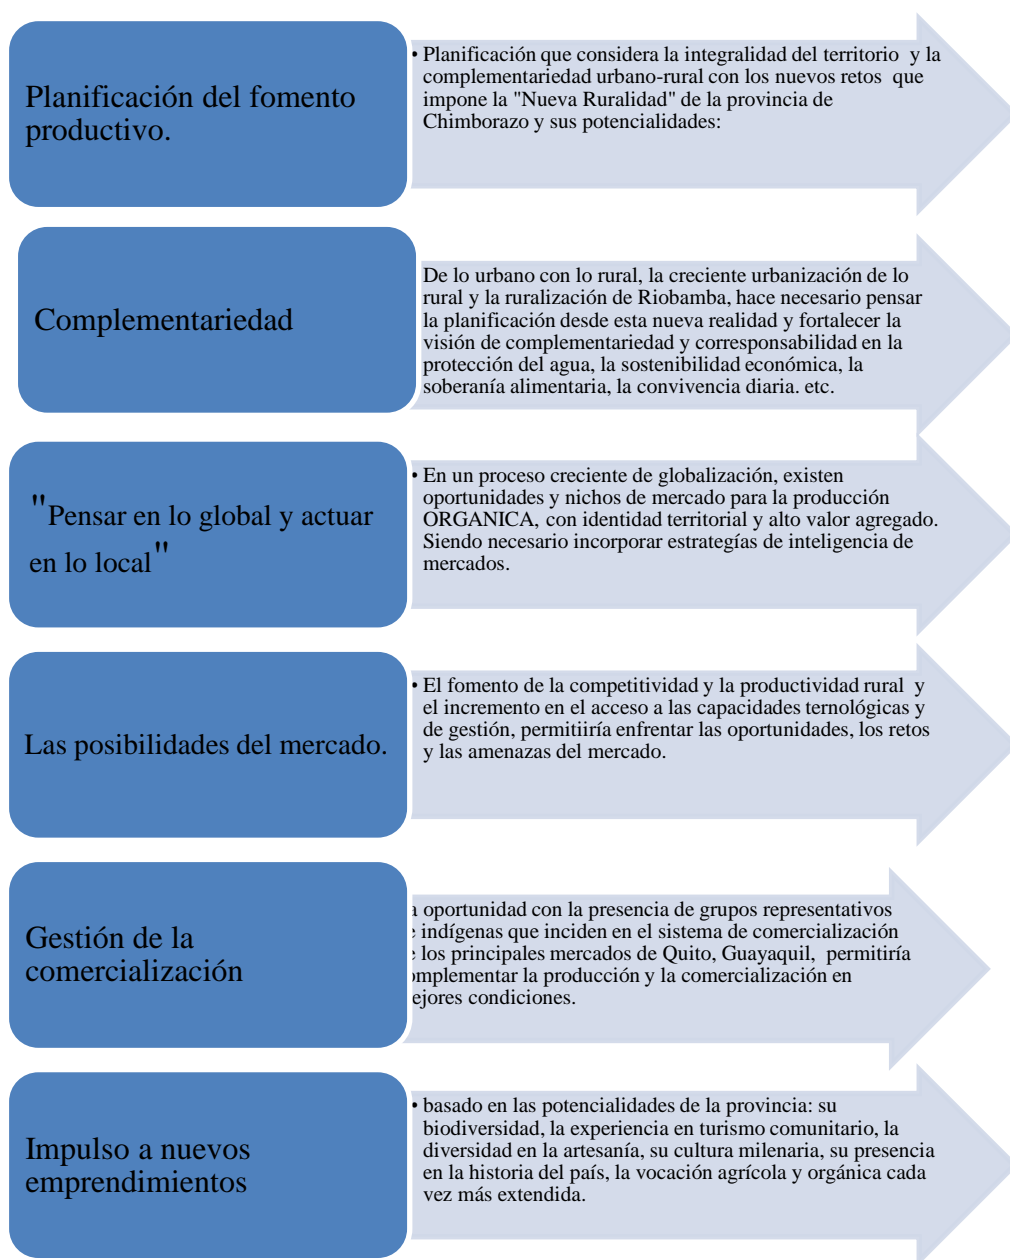 Planificación del fomento
productivo.
• Planificación que considera la integralidad del territorio y la
complementariedad urbano-rural con los nuevos retos que
impone la "Nueva Ruralidad" de la provincia de
Chimborazo y sus potencialidades:
Complementariedad
De lo urbano con lo rural, la creciente urbanización de lo
rural y la ruralización de Riobamba, hace necesario pensar
la planificación desde esta nueva realidad y fortalecer la
visión de complementariedad y corresponsabilidad en la
protección del agua, la sostenibilidad económica, la
soberanía alimentaria, la convivencia diaria. etc.
"Pensar en lo global y actuar
en lo local"
• En un proceso creciente de globalización, existen
oportunidades y nichos de mercado para la producción
ORGANICA, con identidad territorial y alto valor agregado.
Siendo necesario incorporar estrategías de inteligencia de
mercados.
Las posibilidades del mercado.
• El fomento de la competitividad y la productividad rural y
el incremento en el acceso a las capacidades ternológicas y
de gestión, permitiiría enfrentar las oportunidades, los retos
y las amenazas del mercado.
Gestión de la
comercialización
a oportunidad con la presencia de grupos representativos
e indígenas que inciden en el sistema de comercialización
e los principales mercados de Quito, Guayaquil, permitiría
omplementar la producción y la comercialización en
ejores condiciones.
Impulso a nuevos
emprendimientos
• basado en las potencialidades de la provincia: su
biodiversidad, la experiencia en turismo comunitario, la
diversidad en la artesanía, su cultura milenaria, su presencia
en la historia del país, la vocación agrícola y orgánica cada
vez más extendida.